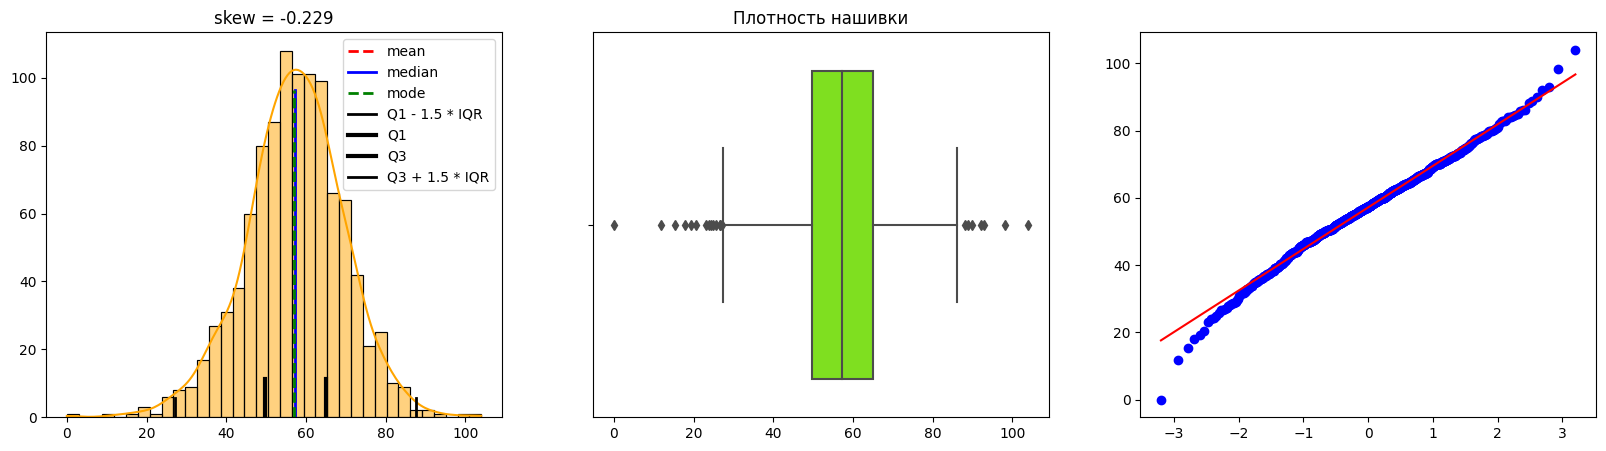 skew = -0.229
mean
median
mode
Q1 - 1.5 * IQR
Q1
Q3
Q3 + 1.5 * IQR
100
80
60
40
20
0
0 20 40 60 80 100
Плотность нашивки
0 20 40 60 80 100
100
80
60
40
20
0
−3 −2 −1 0 1 2 3